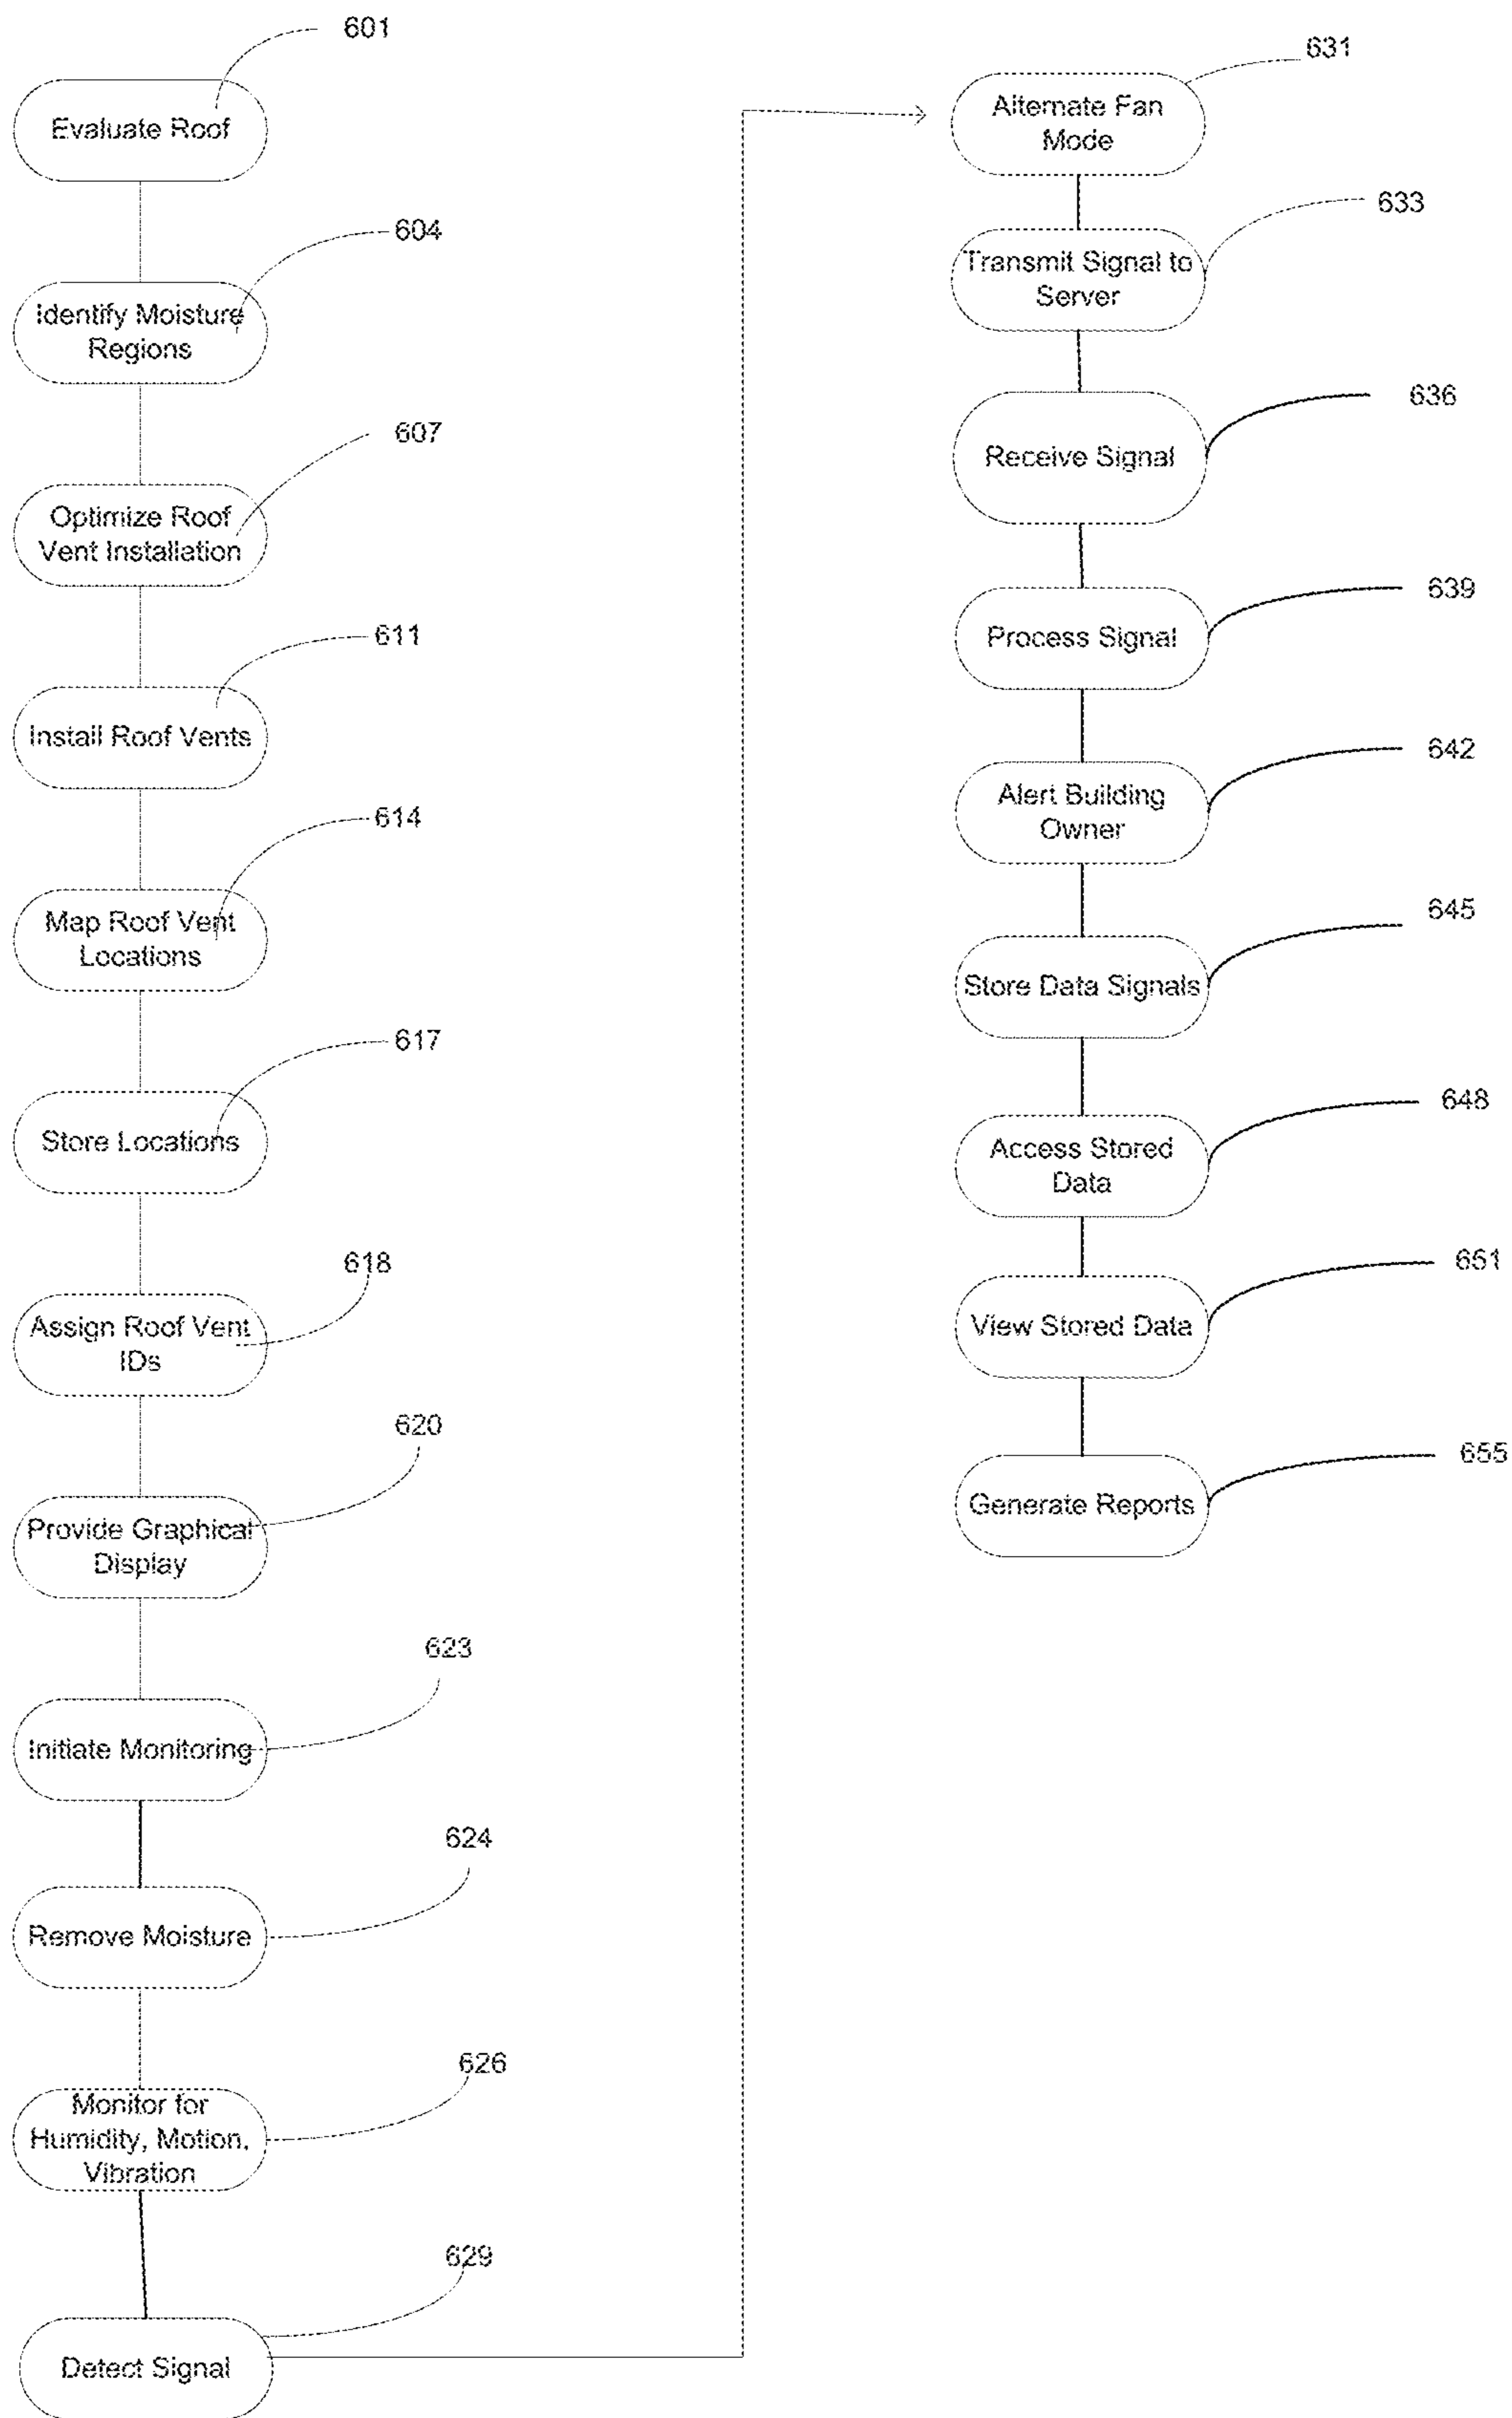 601
Evaluate Roof
604
Identify Moisture
Regions
607
Optimize Roof
Vent Installation
611
Install Roof Vents
614
Map Roof Vent
Locations
617
Store Locations
618
Assign Roof Vent
IDs
620
Provide Graphical
Display
623
Initiate Monitoring
624
Remove Moisture
626
Monitor for
Humidity, Motion,
Vibration
629
Detect Signal
631
Alternate Fan
Mode
633
Transmit Signal to
Server
636
Receive Signal
639
Process Signal
642
Alert Building
Owner
645
Store Data Signals
648
Access Stored
Data
651
View Stored Data
655
Generate Reports